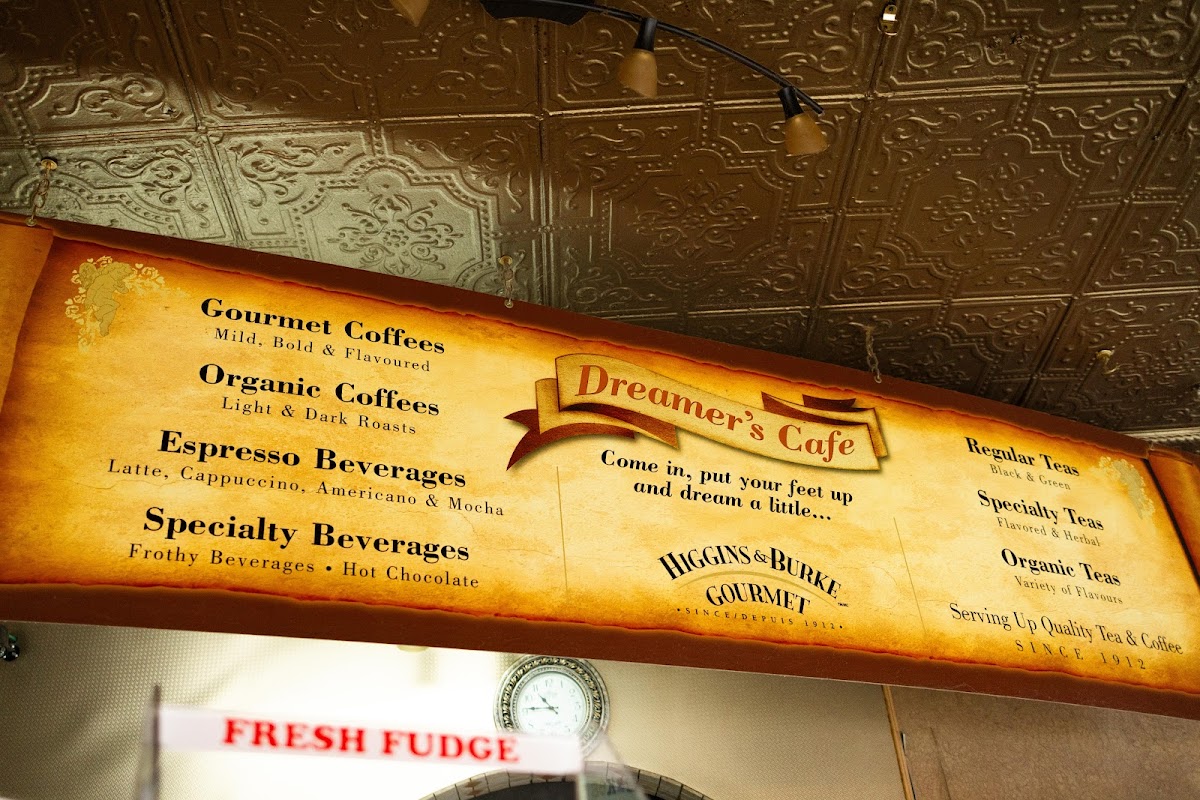 Gourmet Coffees
Mild, Bold & Flavoured
Organic Coffees
Light & Dark Roasts
Espresso Beverages
Latte, Cappuccino, Americano & Mocha
Specialty Beverages
Frothy Beverages • Hot Chocolate
Dreamer's Cafe
Come in, put your feet up
and dream a little...
HIGGINS & BURKE
GOURMET
• SINCE/DEPUIS 1912 •
Regular Teas
Black & Green
Specialty Teas
Flavored & Herbal
Organic Teas
Variety of Flavours
Serving Up Quality Tea & Coffee
SINCE 1912
FRESH FUDGE